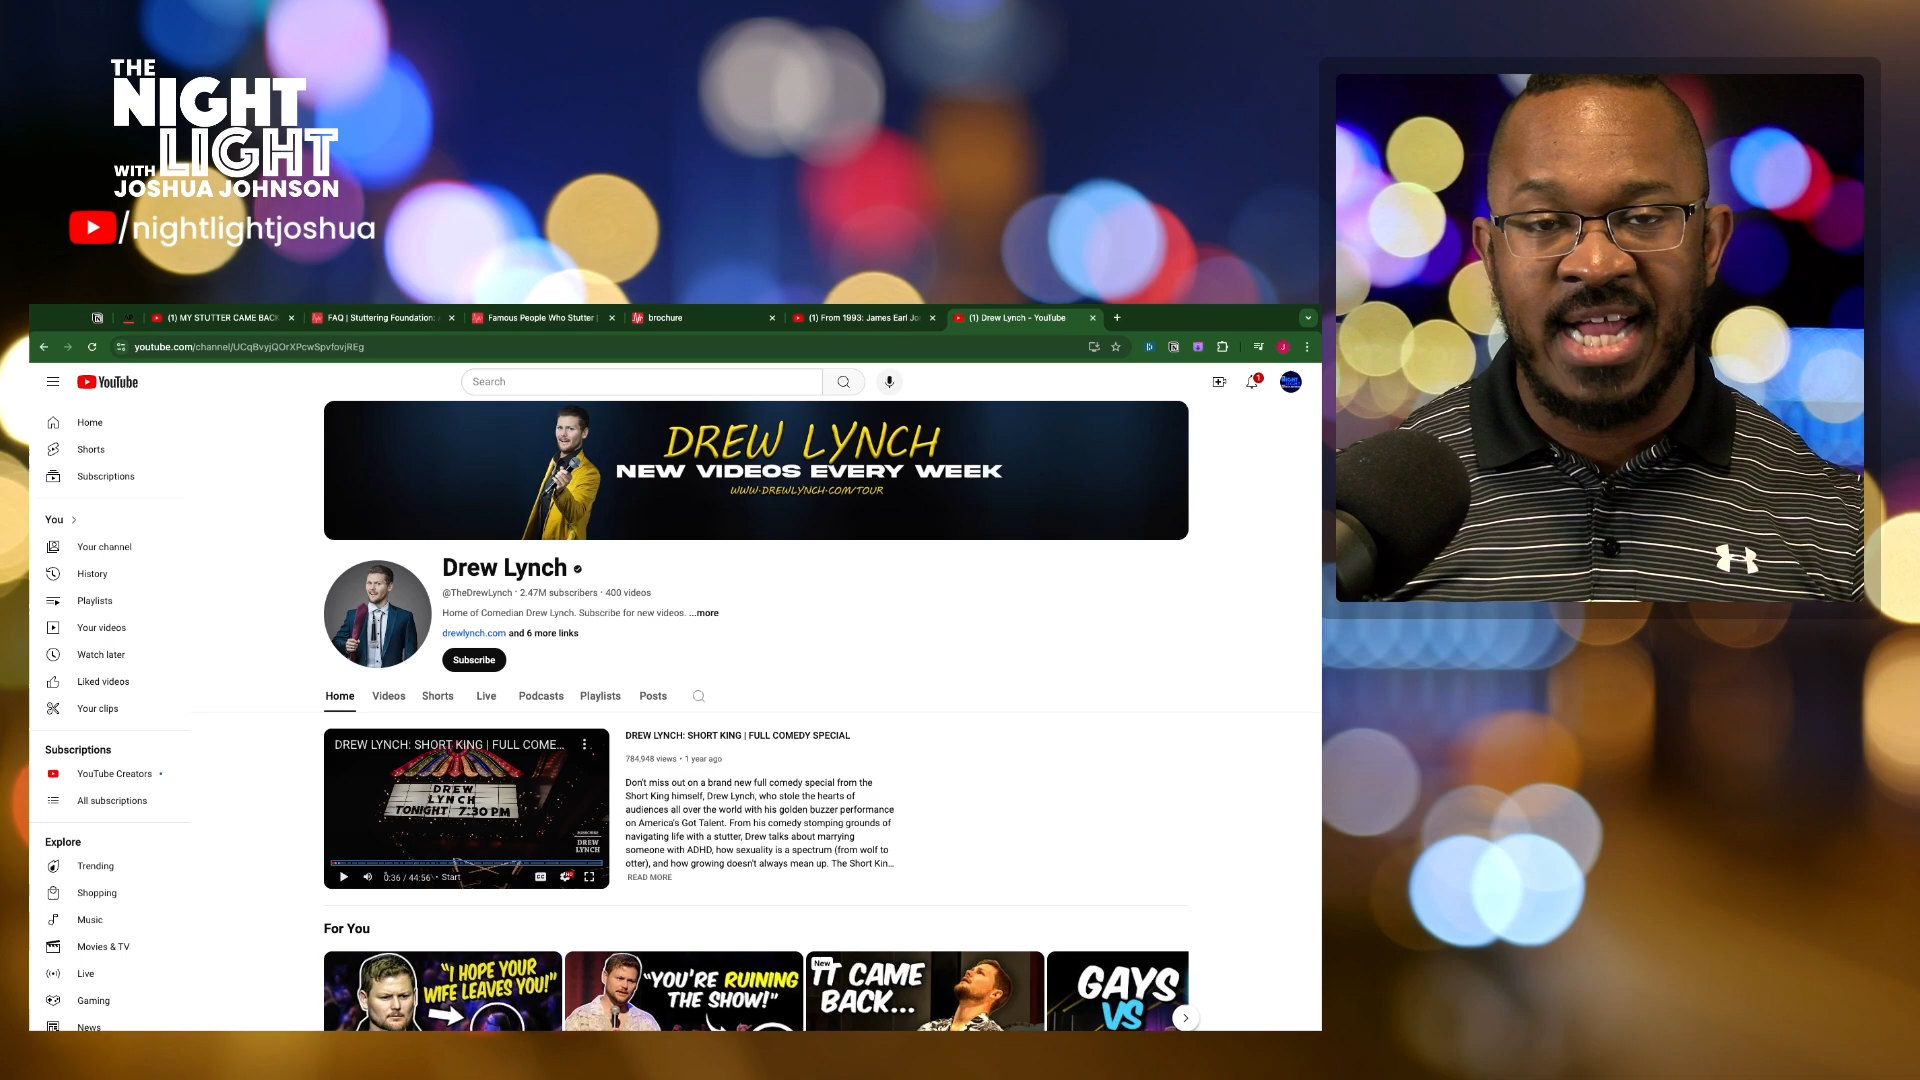 THE
NIGHT
LIGHT
WITH
JOSHUA JOHNSON
/nightlightjoshua
(1) MY STUTTER CAME BACK
FAQ | Stuttering Foundation:
Famous People Who Stutter |
brochure
(1) From 1993: James Earl Jo
(1) Drew Lynch - YouTube
youtube.com/channel/UCqBvyjQOrXPcwSpvfovjREg
YouTube
Search
1
Home
Shorts
Subscriptions
You
Your channel
History
Playlists
Your videos
Watch later
Liked videos
Your clips
Subscriptions
YouTube Creators
All subscriptions
Explore
Trending
Shopping
Music
Movies & TV
Live
Gaming
News
DREW LYNCH
NEW VIDEOS EVERY WEEK
WWW.DREWLYNCH.COM/TOUR
Drew Lynch
@TheDrewLynch · 2.47M subscribers · 400 videos
Home of Comedian Drew Lynch. Subscribe for new videos. ...more
drewlynch.com and 6 more links
Subscribe
Home Videos Shorts Live Podcasts Playlists Posts
DREW LYNCH: SHORT KING | FULL COME...
DREW
LYNCH
TONIGHT 7:30 PM
DREW
LYNCH
0:36 / 44:56 · Start
DREW LYNCH: SHORT KING | FULL COMEDY SPECIAL
784,948 views · 1 year ago
Don't miss out on a brand new full comedy special from the
Short King himself, Drew Lynch, who stole the hearts of
audiences all over the world with his golden buzzer performance
on America's Got Talent. From his comedy stomping grounds of
navigating life with a stutter, Drew talks about marrying
someone with ADHD, how sexuality is a spectrum (from wolf to
otter), and how growing doesn't always mean up. The Short Kin...
READ MORE
For You
"I HOPE YOUR
WIFE LEAVES YOU!"
"YOU'RE RUINING
THE SHOW!"
New
IT CAME
BACK...
GAYS
VS